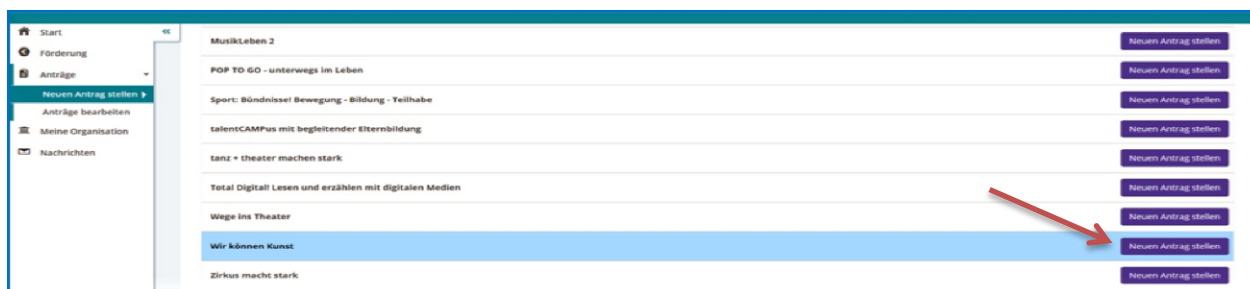 Start
Förderung
Anträge
Neuen Antrag stellen
Anträge bearbeiten
Meine Organisation
Nachrichten
MusikLeben 2 Neuen Antrag stellen
POP TO GO - unterwegs im Leben Neuen Antrag stellen
Sport: Bündnisse! Bewegung - Bildung - Teilhabe Neuen Antrag stellen
talentCAMPus mit begleitender Elternbildung Neuen Antrag stellen
tanz + theater machen stark Neuen Antrag stellen
Total Digital! Lesen und erzählen mit digitalen Medien Neuen Antrag stellen
Wege ins Theater Neuen Antrag stellen
Wir können Kunst Neuen Antrag stellen
Zirkus macht stark Neuen Antrag stellen